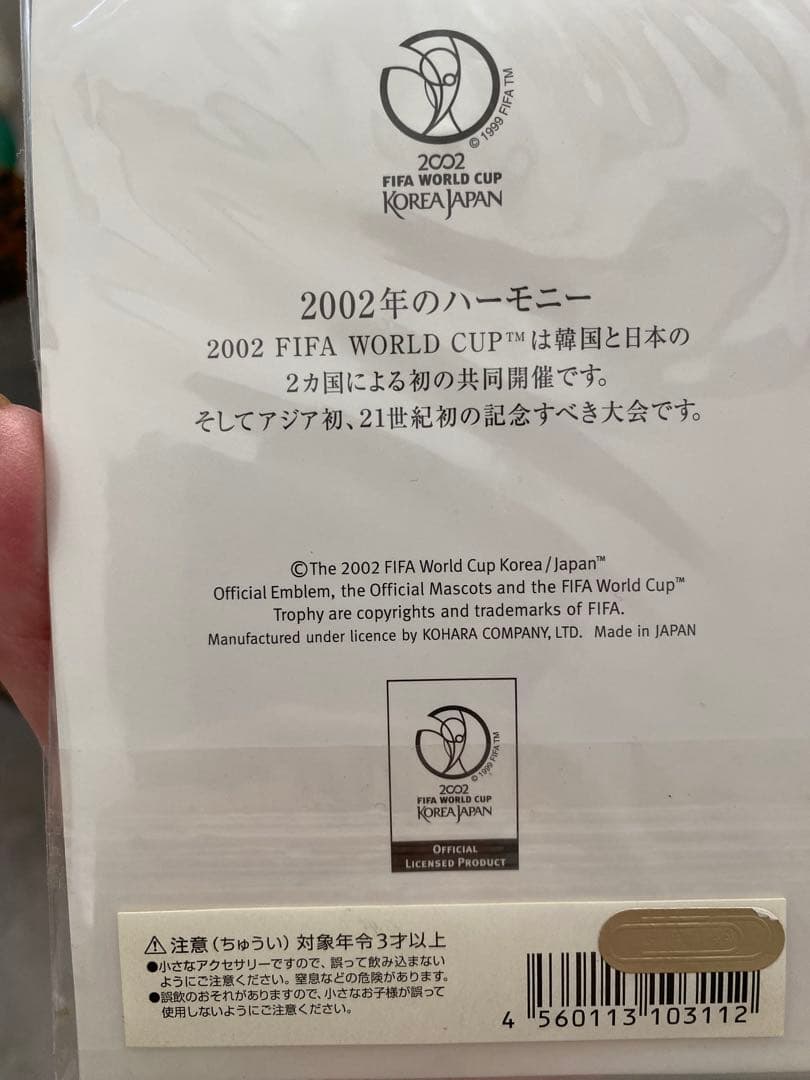 © 1999 FIFA TM
2002
FIFA WORLD CUP
KOREA JAPAN
2002年のハーモニー
2002 FIFA WORLD CUP™は韓国と日本の
2カ国による初の共同開催です。
そしてアジア初、21世紀初の記念すべき大会です。
©The 2002 FIFA World Cup Korea/Japan™
Official Emblem, the Official Mascots and the FIFA World Cup™
Trophy are copyrights and trademarks of FIFA.
Manufactured under licence by KOHARA COMPANY, LTD. Made in JAPAN
© 1999 FIFA TM
2002
FIFA WORLD CUP
KOREA JAPAN
OFFICIAL
LICENSED PRODUCT
⚠注意(ちゅうい)対象年令3才以上
●小さなアクセサリーですので、誤って飲み込まない
ようにご注意ください。窒息などの危険があります。
●誤飲のおそれがありますので、小さなお子様が誤って
使用しないようにご注意ください。
4 560113 103112